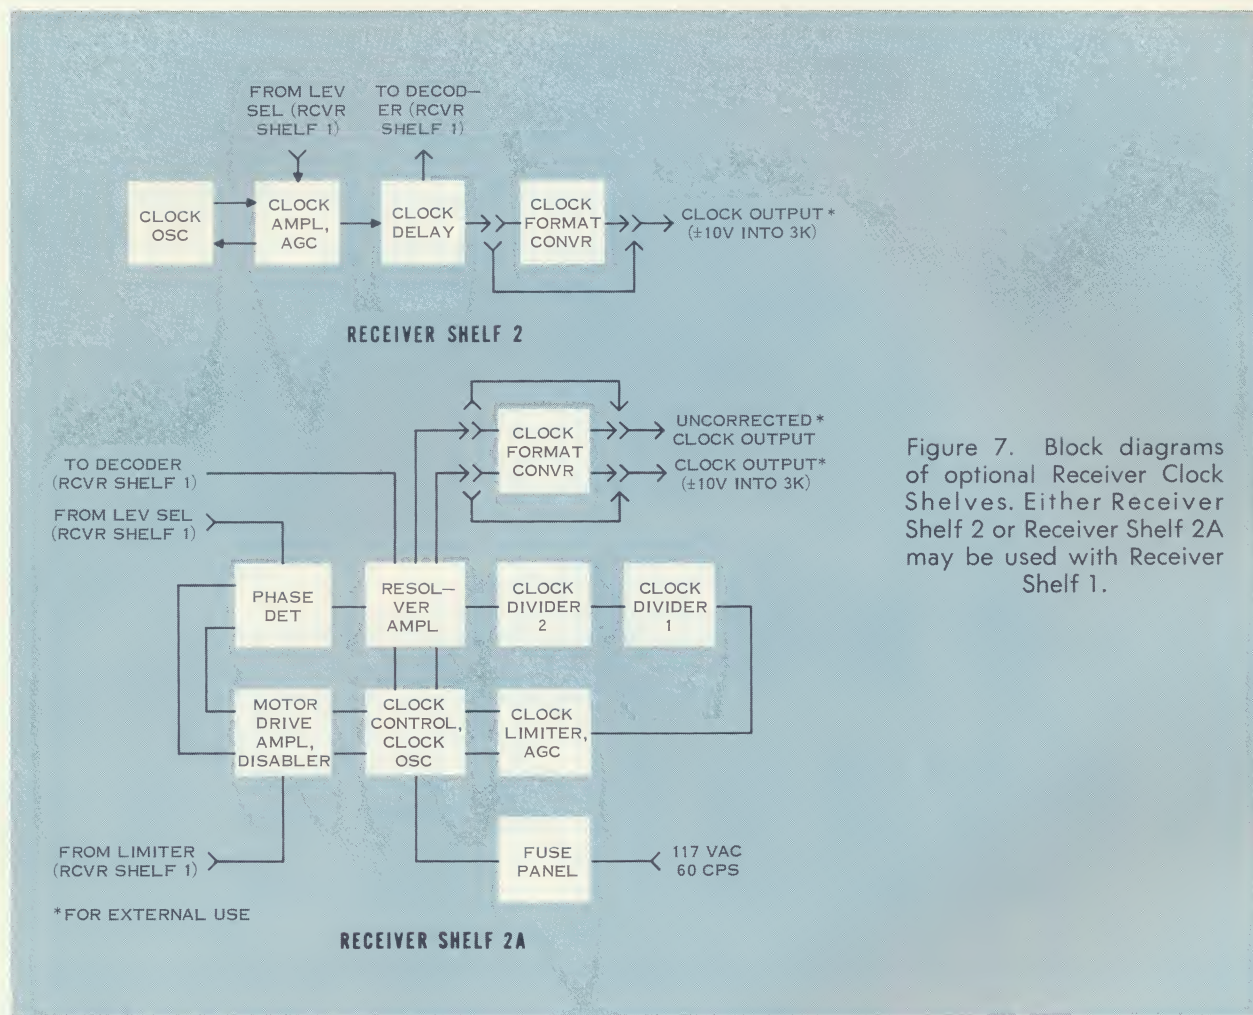 FROM LEV
SEL (RCVR
SHELF 1)
TO DECOD–
ER (RCVR
SHELF 1)
CLOCK
OSC
CLOCK
AMPL,
AGC
CLOCK
DELAY
CLOCK
FORMAT
CONVR
CLOCK OUTPUT*
(±10V INTO 3K)
RECEIVER SHELF 2
CLOCK
FORMAT
CONVR
UNCORRECTED*
CLOCK OUTPUT
CLOCK OUTPUT*
(±10V INTO 3K)
TO DECODER
(RCVR SHELF 1)
FROM LEV SEL
(RCVR SHELF 1)
PHASE
DET
RESOL–
VER
AMPL
CLOCK
DIVIDER
2
CLOCK
DIVIDER
1
MOTOR
DRIVE
AMPL,
DISABLER
CLOCK
CONTROL,
CLOCK
OSC
CLOCK
LIMITER,
AGC
FROM LIMITER
(RCVR SHELF 1)
FUSE
PANEL
117 VAC
60 CPS
*FOR EXTERNAL USE
RECEIVER SHELF 2A
Figure 7. Block diagrams
of optional Receiver Clock
Shelves. Either Receiver
Shelf 2 or Receiver Shelf 2A
may be used with Receiver
Shelf 1.